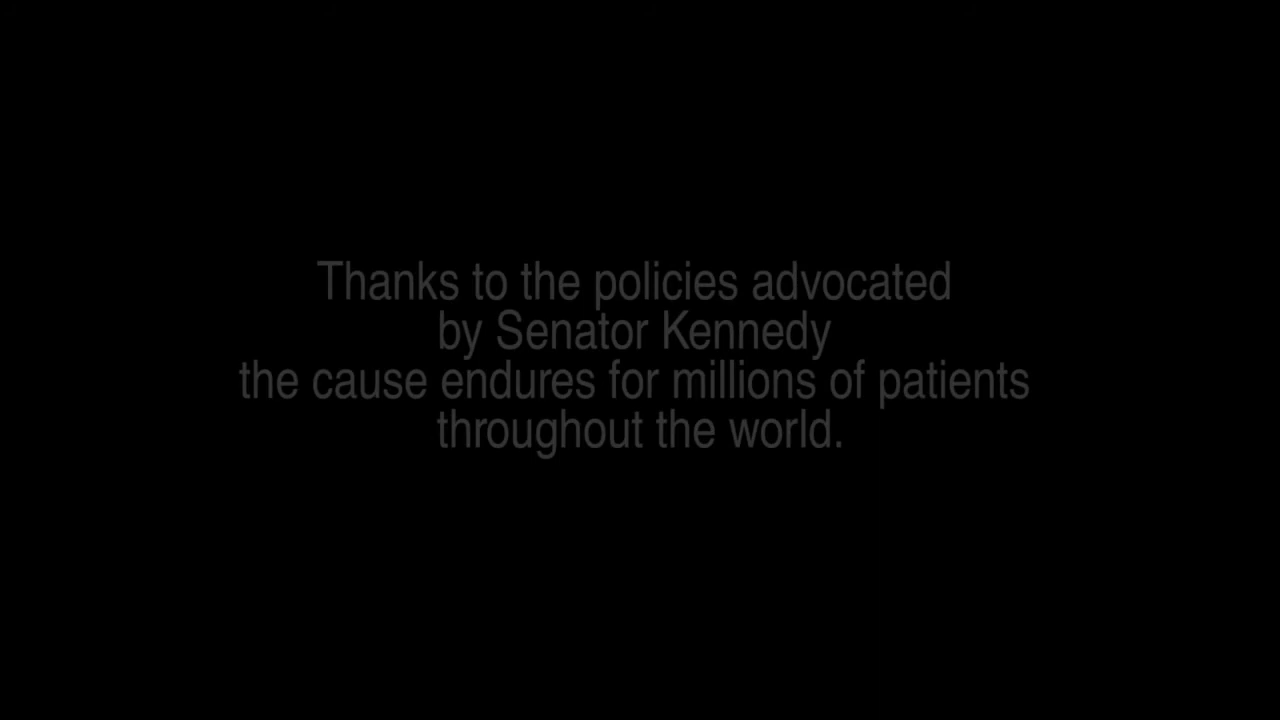 Thanks to the policies advocated
by Senator Kennedy
the cause endures for millions of patients
throughout the world.